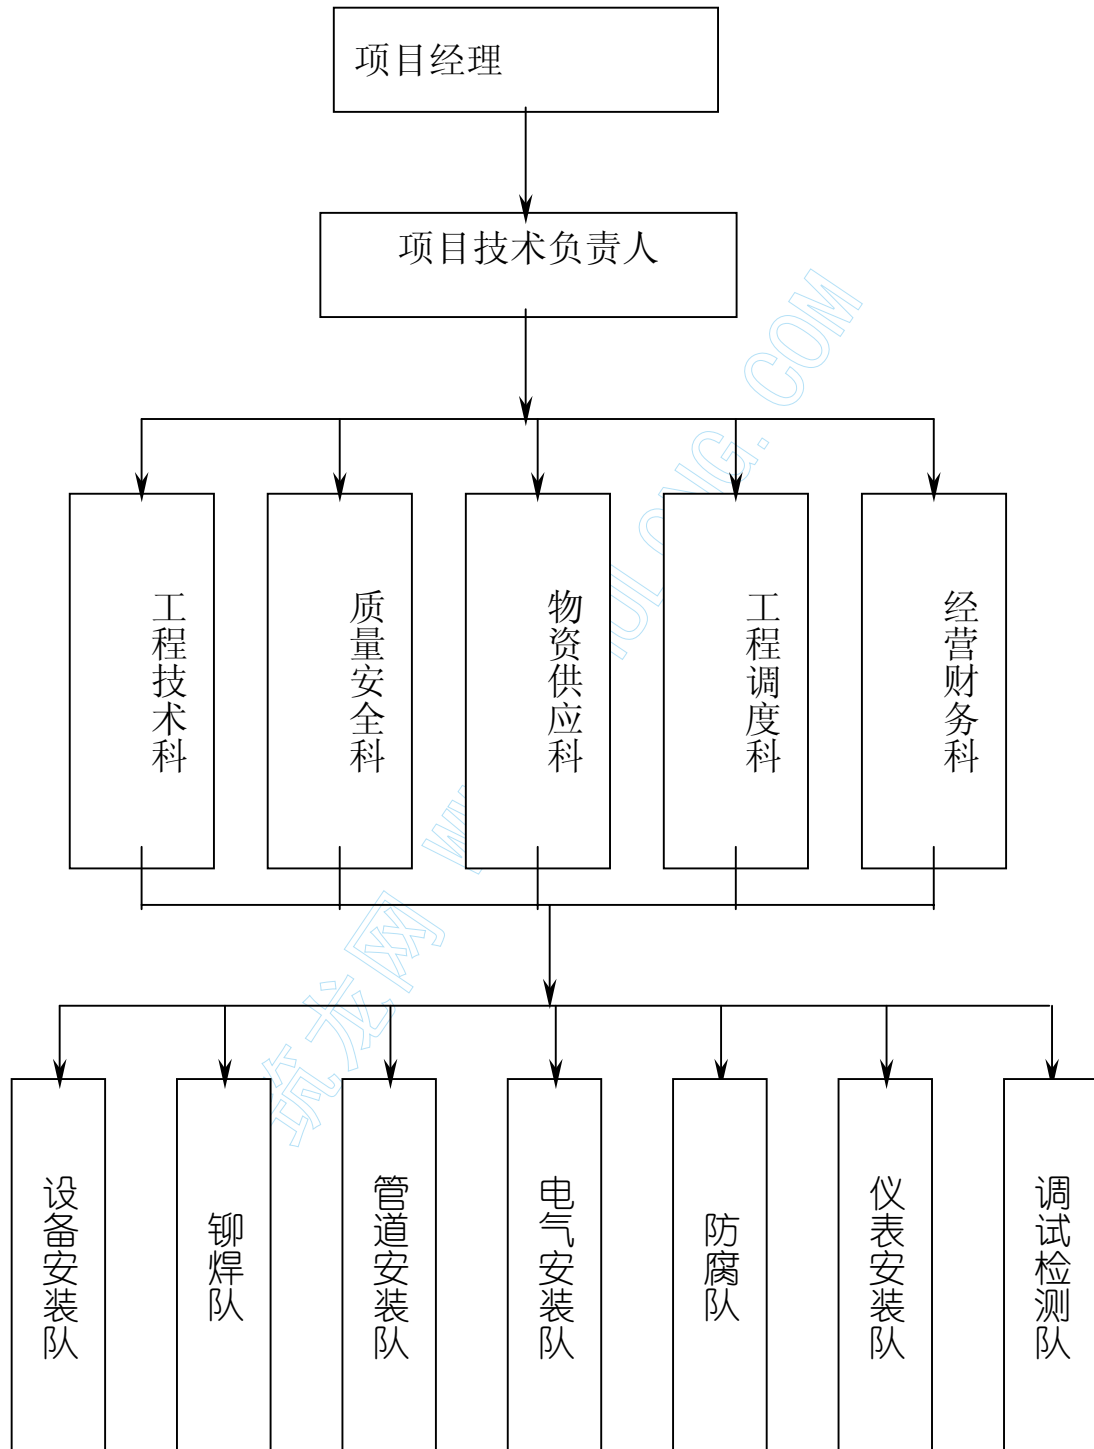 项目经理
项目技术负责人
工程技术科
质量安全科
物资供应科
工程调度科
经营财务科
设备安装队
铆焊队
管道安装队
电气安装队
防腐队
仪表安装队
调试检测队